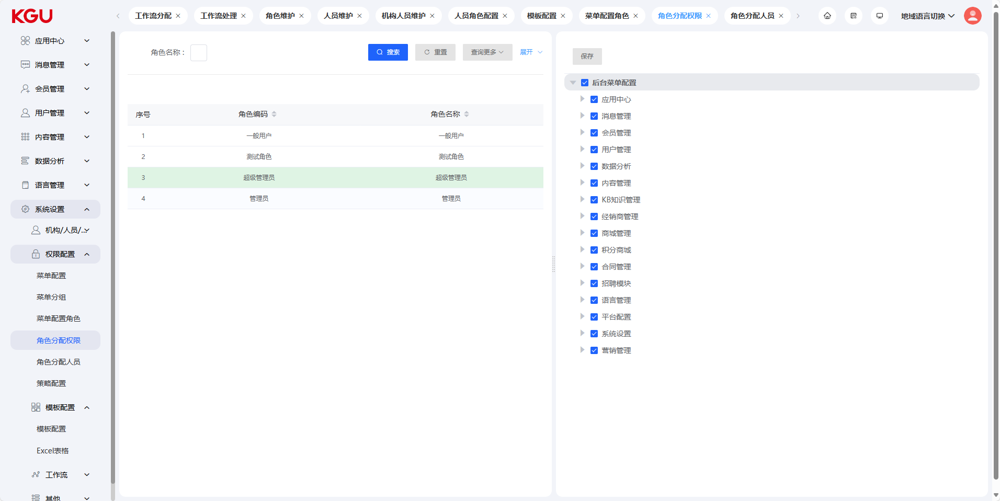 KGU
工作流分配
工作流处理
角色维护
人员维护
机构人员维护
人员角色配置
模板配置
菜单配置角色
角色分配权限
角色分配人员
地域语言切换
应用中心
消息管理
会员管理
用户管理
内容管理
数据分析
语言管理
系统设置
机构/人员/...
权限配置
菜单配置
菜单分组
菜单配置角色
角色分配权限
角色分配人员
策略配置
模板配置
模板配置
Excel表格
工作流
其他
角色名称：
搜索
重置
查询更多
展开
序号 角色编码 角色名称
1 一般用户 一般用户
2 测试角色 测试角色
3 超级管理员 超级管理员
4 管理员 管理员
保存
后台菜单配置
应用中心
消息管理
会员管理
用户管理
数据分析
内容管理
KB知识管理
经销商管理
商城管理
积分商城
合同管理
招聘模块
语言管理
平台配置
系统设置
营销管理